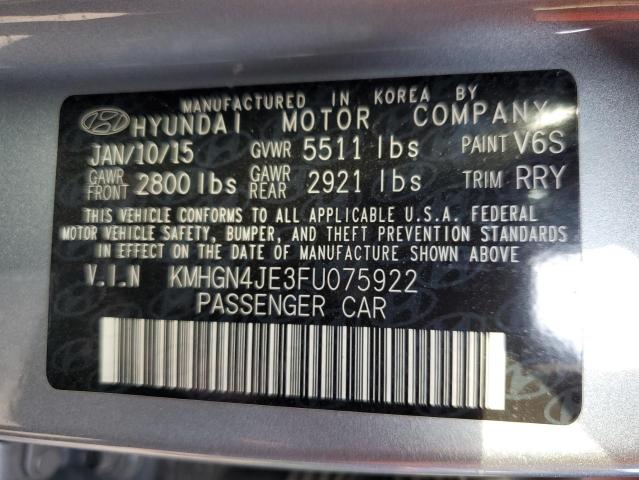 MANUFACTURED IN KOREA BY
HYUNDAI MOTOR COMPANY
JAN/10/15 GVWR 5511 lbs PAINT V6S
GAWR FRONT 2800 lbs GAWR REAR 2921 lbs TRIM RRY
THIS VEHICLE CONFORMS TO ALL APPLICABLE U.S.A. FEDERAL
MOTOR VEHICLE SAFETY, BUMPER, AND THEFT PREVENTION STANDARDS
IN EFFECT ON THE DATE OF MANUFACTURE SHOWN ABOVE
V.I.N KMHGN4JE3FU075922
PASSENGER CAR